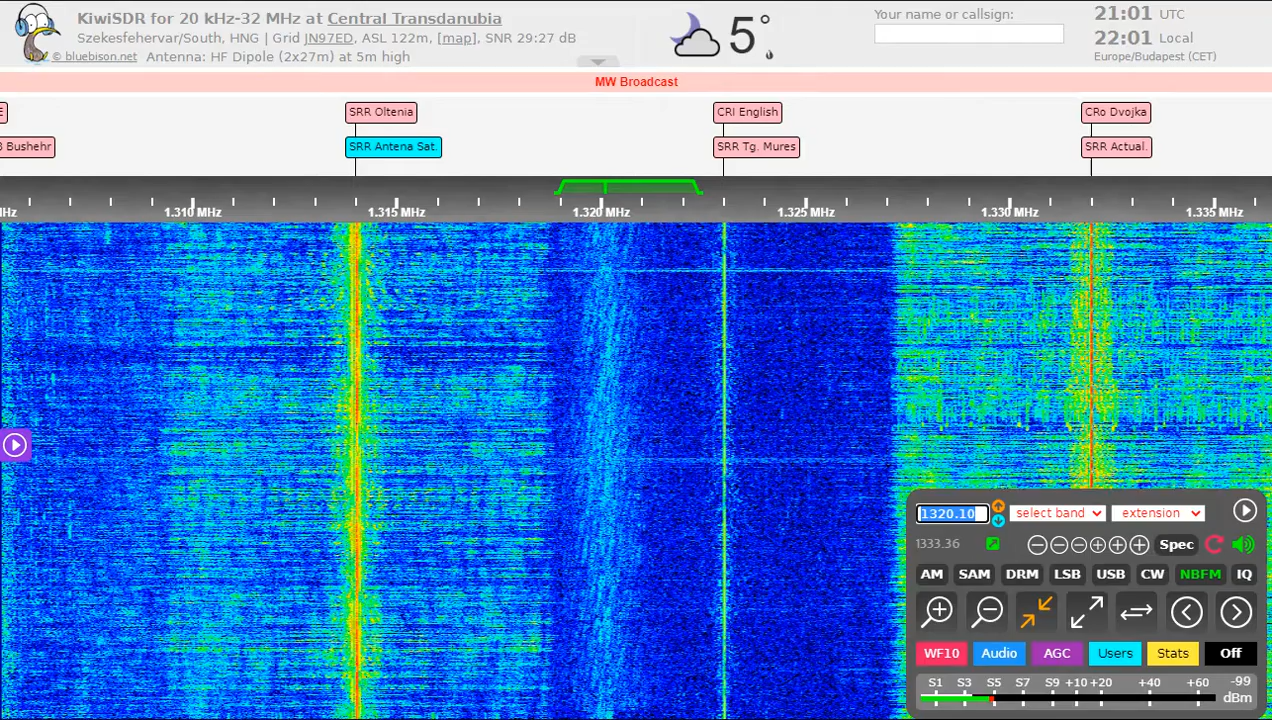 KiwiSDR for 20 kHz-32 MHz at Central Transdanubia
Szekesfehervar/South, HNG | Grid JN97ED, ASL 122m, [map], SNR 29:27 dB
© bluebison.net Antenna: HF Dipole (2x27m) at 5m high
5°
Your name or callsign:
21:01 UTC
22:01 Local
Europe/Budapest (CET)
MW Broadcast
E SRR Oltenia CRI English CRo Dvojka
Bushehr SRR Antena Sat. SRR Tg. Mures SRR Actual.
Hz 1.310 MHz 1.315 MHz 1.320 MHz 1.325 MHz 1.330 MHz 1.335 MHz
1320.10 select band extension
1333.36 Spec
AM SAM DRM LSB USB CW NBFM IQ
WF10 Audio AGC Users Stats Off
S1 S3 S5 S7 S9 +10 +20 +40 +60 -99
dBm